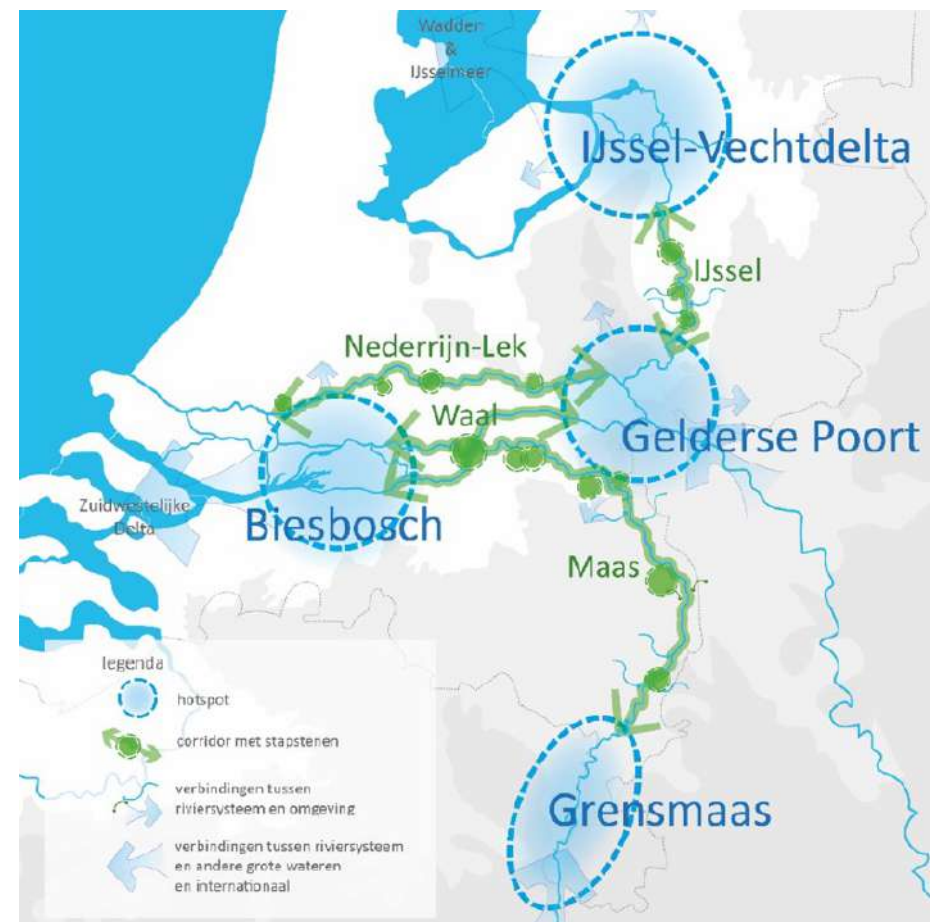 Wadden
&
IJsselmeer
IJssel-Vechtdelta
IJssel
Nederrijn-Lek
Waal
Gelderse Poort
Zuidwestelijke
Delta
Biesbosch
Maas
Grensmaas
legenda
hotspot
corridor met stapstenen
verbindingen tussen
riviersysteem en omgeving
verbindingen tussen riviersysteem
en andere grote wateren
en internationaal